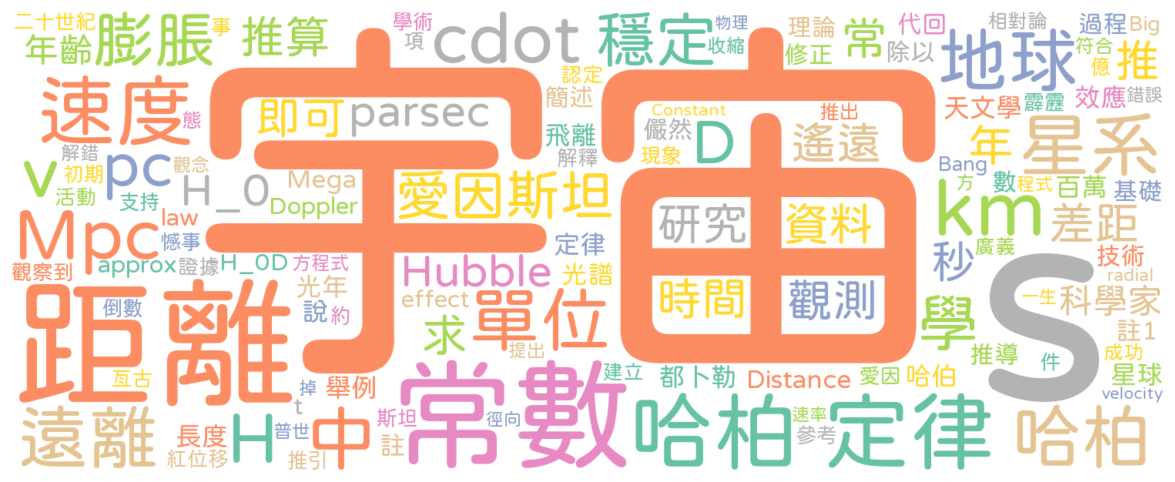 二十世紀
事
年齡
膨脹
推算
學術
項
cdot
穩定
物理
收縮
理論
修正
常
代回
除以
相對論
地球
過程
Big
符合
億
推
速度
態
宇宙
即可
parsec
認定
簡述
飛離
解釋
Constant
儼然
現象
D
推出
遙遠
天文學
霹靂
效應
錯誤
年
星系
v
解錯
初期
活動
pc
觀念
支持
H_0
Mega
Doppler
愛因斯坦
研究
資料
Bang
方
數
程式
百萬
基礎
km
差距
廣義
Mpc
law
憾事
觀察到
approx
證據
H_0D
方程式
光年
說
約
Hubble
effect
定律
光譜
時間
觀測
秒
技術
radial
距離
倒數
亙古
單位
求
提出
學
S
一生
科學家
註1
推導
件
成功
星球
velocity
掉
舉例
t
常數
建立
都卜勒
Distance
愛因
哈伯
遠離
長度
紅位移
H
普世
推引
中
斯坦
註
徑向
哈柏定律
速率
參考
哈柏